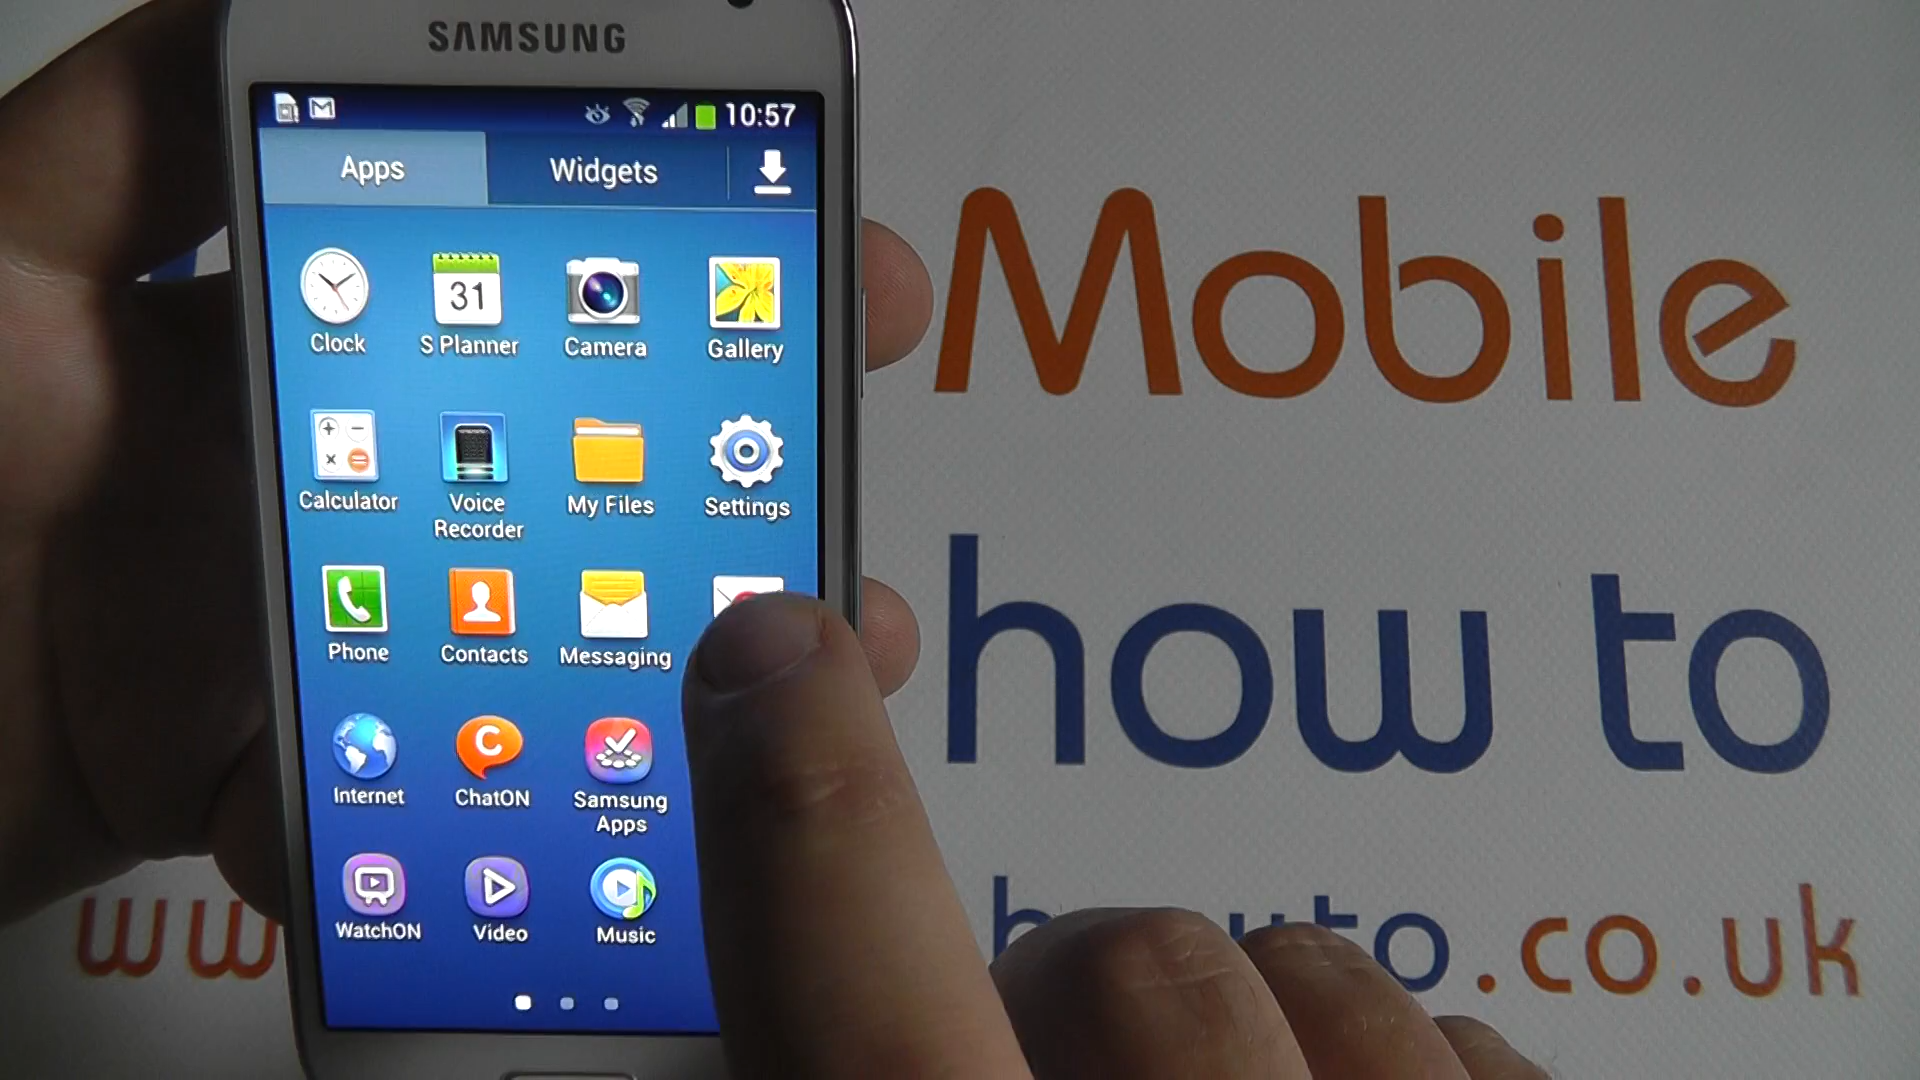 SAMSUNG
10:57
Apps Widgets
31
Clock S Planner Camera Gallery
Calculator Voice Recorder My Files Settings
Phone Contacts Messaging
C
Internet ChatON Samsung Apps
WatchON Video Music
Mobile
how to
.co.uk